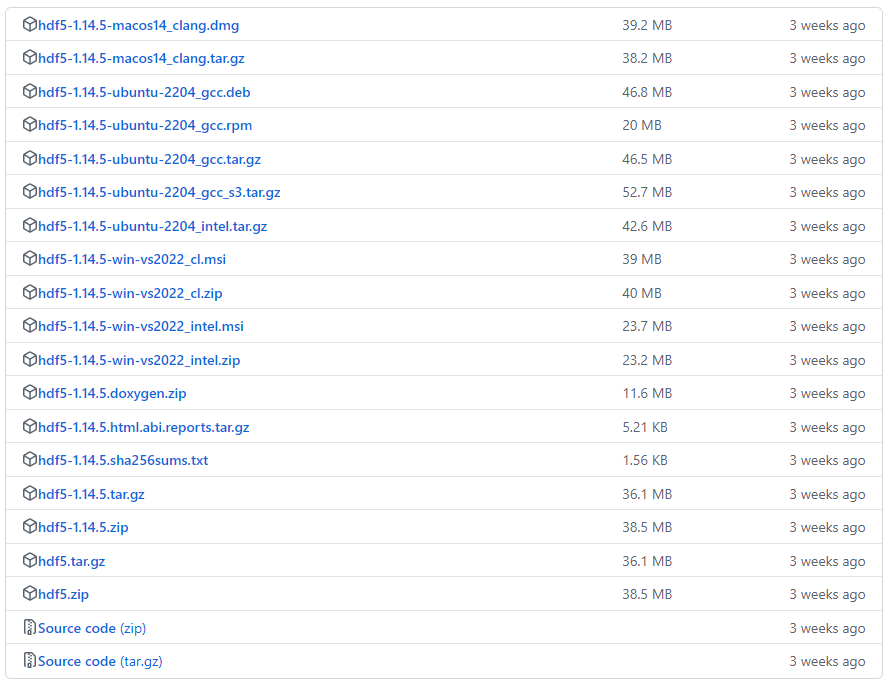 hdf5-1.14.5-macos14_clang.dmg 39.2 MB 3 weeks ago
hdf5-1.14.5-macos14_clang.tar.gz 38.2 MB 3 weeks ago
hdf5-1.14.5-ubuntu-2204_gcc.deb 46.8 MB 3 weeks ago
hdf5-1.14.5-ubuntu-2204_gcc.rpm 20 MB 3 weeks ago
hdf5-1.14.5-ubuntu-2204_gcc.tar.gz 46.5 MB 3 weeks ago
hdf5-1.14.5-ubuntu-2204_gcc_s3.tar.gz 52.7 MB 3 weeks ago
hdf5-1.14.5-ubuntu-2204_intel.tar.gz 42.6 MB 3 weeks ago
hdf5-1.14.5-win-vs2022_cl.msi 39 MB 3 weeks ago
hdf5-1.14.5-win-vs2022_cl.zip 40 MB 3 weeks ago
hdf5-1.14.5-win-vs2022_intel.msi 23.7 MB 3 weeks ago
hdf5-1.14.5-win-vs2022_intel.zip 23.2 MB 3 weeks ago
hdf5-1.14.5.doxygen.zip 11.6 MB 3 weeks ago
hdf5-1.14.5.html.abi.reports.tar.gz 5.21 KB 3 weeks ago
hdf5-1.14.5.sha256sums.txt 1.56 KB 3 weeks ago
hdf5-1.14.5.tar.gz 36.1 MB 3 weeks ago
hdf5-1.14.5.zip 38.5 MB 3 weeks ago
hdf5.tar.gz 36.1 MB 3 weeks ago
hdf5.zip 38.5 MB 3 weeks ago
Source code (zip) 3 weeks ago
Source code (tar.gz) 3 weeks ago